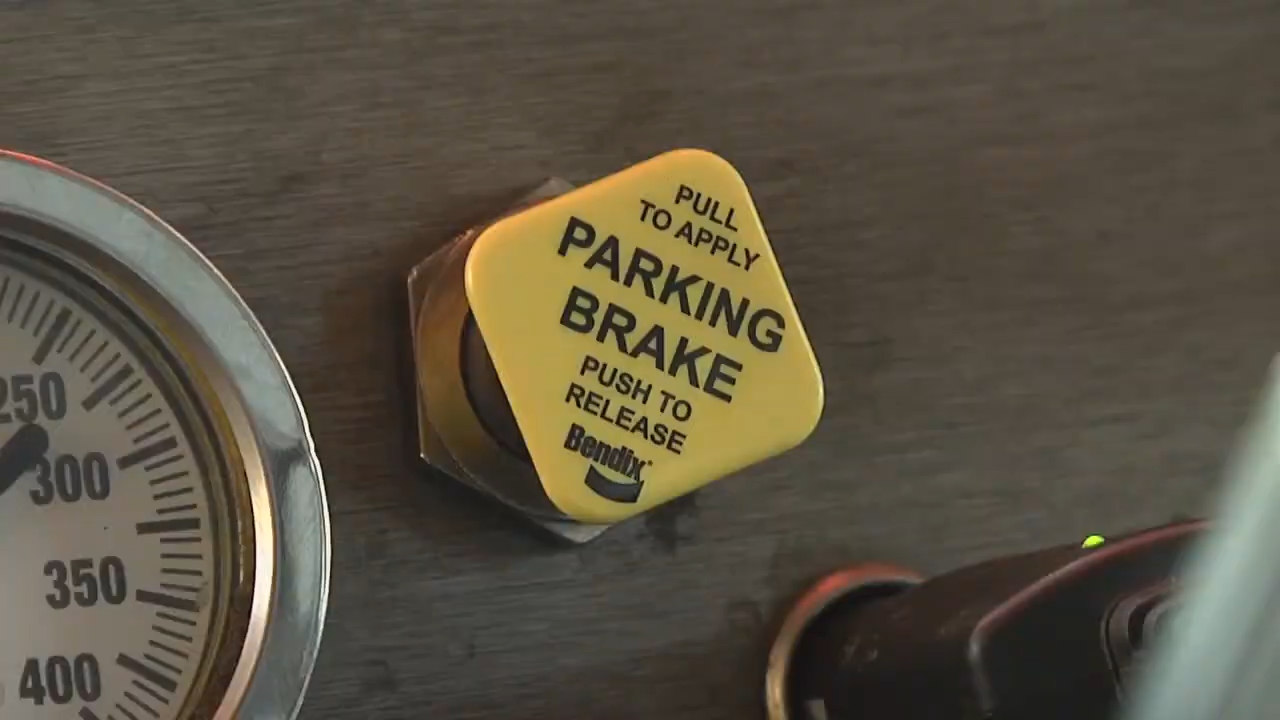 PULL
TO APPLY
PARKING
BRAKE
PUSH TO
RELEASE
Bendix
250
300
350
400